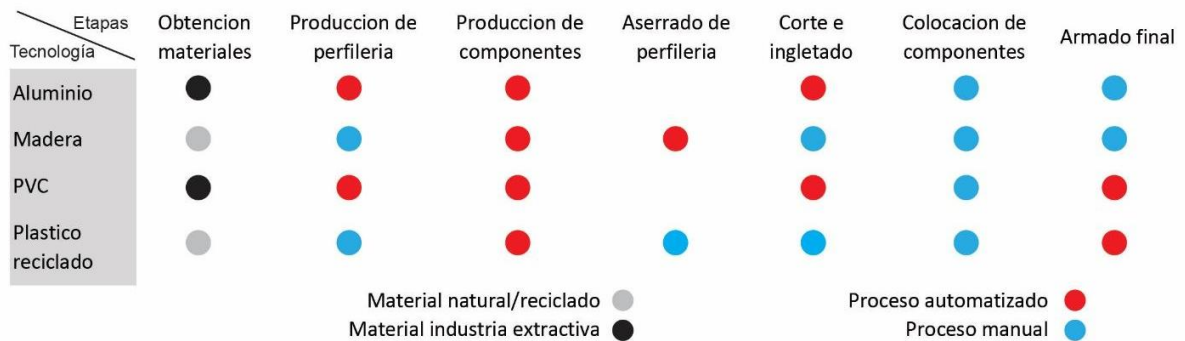 Etapas
Tecnología
Obtencion
materiales
Produccion de
perfileria
Produccion de
componentes
Aserrado de
perfileria
Corte e
ingletado
Colocacion de
componentes
Armado final
Aluminio
Madera
PVC
Plastico
reciclado
Material natural/reciclado
Material industria extractiva
Proceso automatizado
Proceso manual